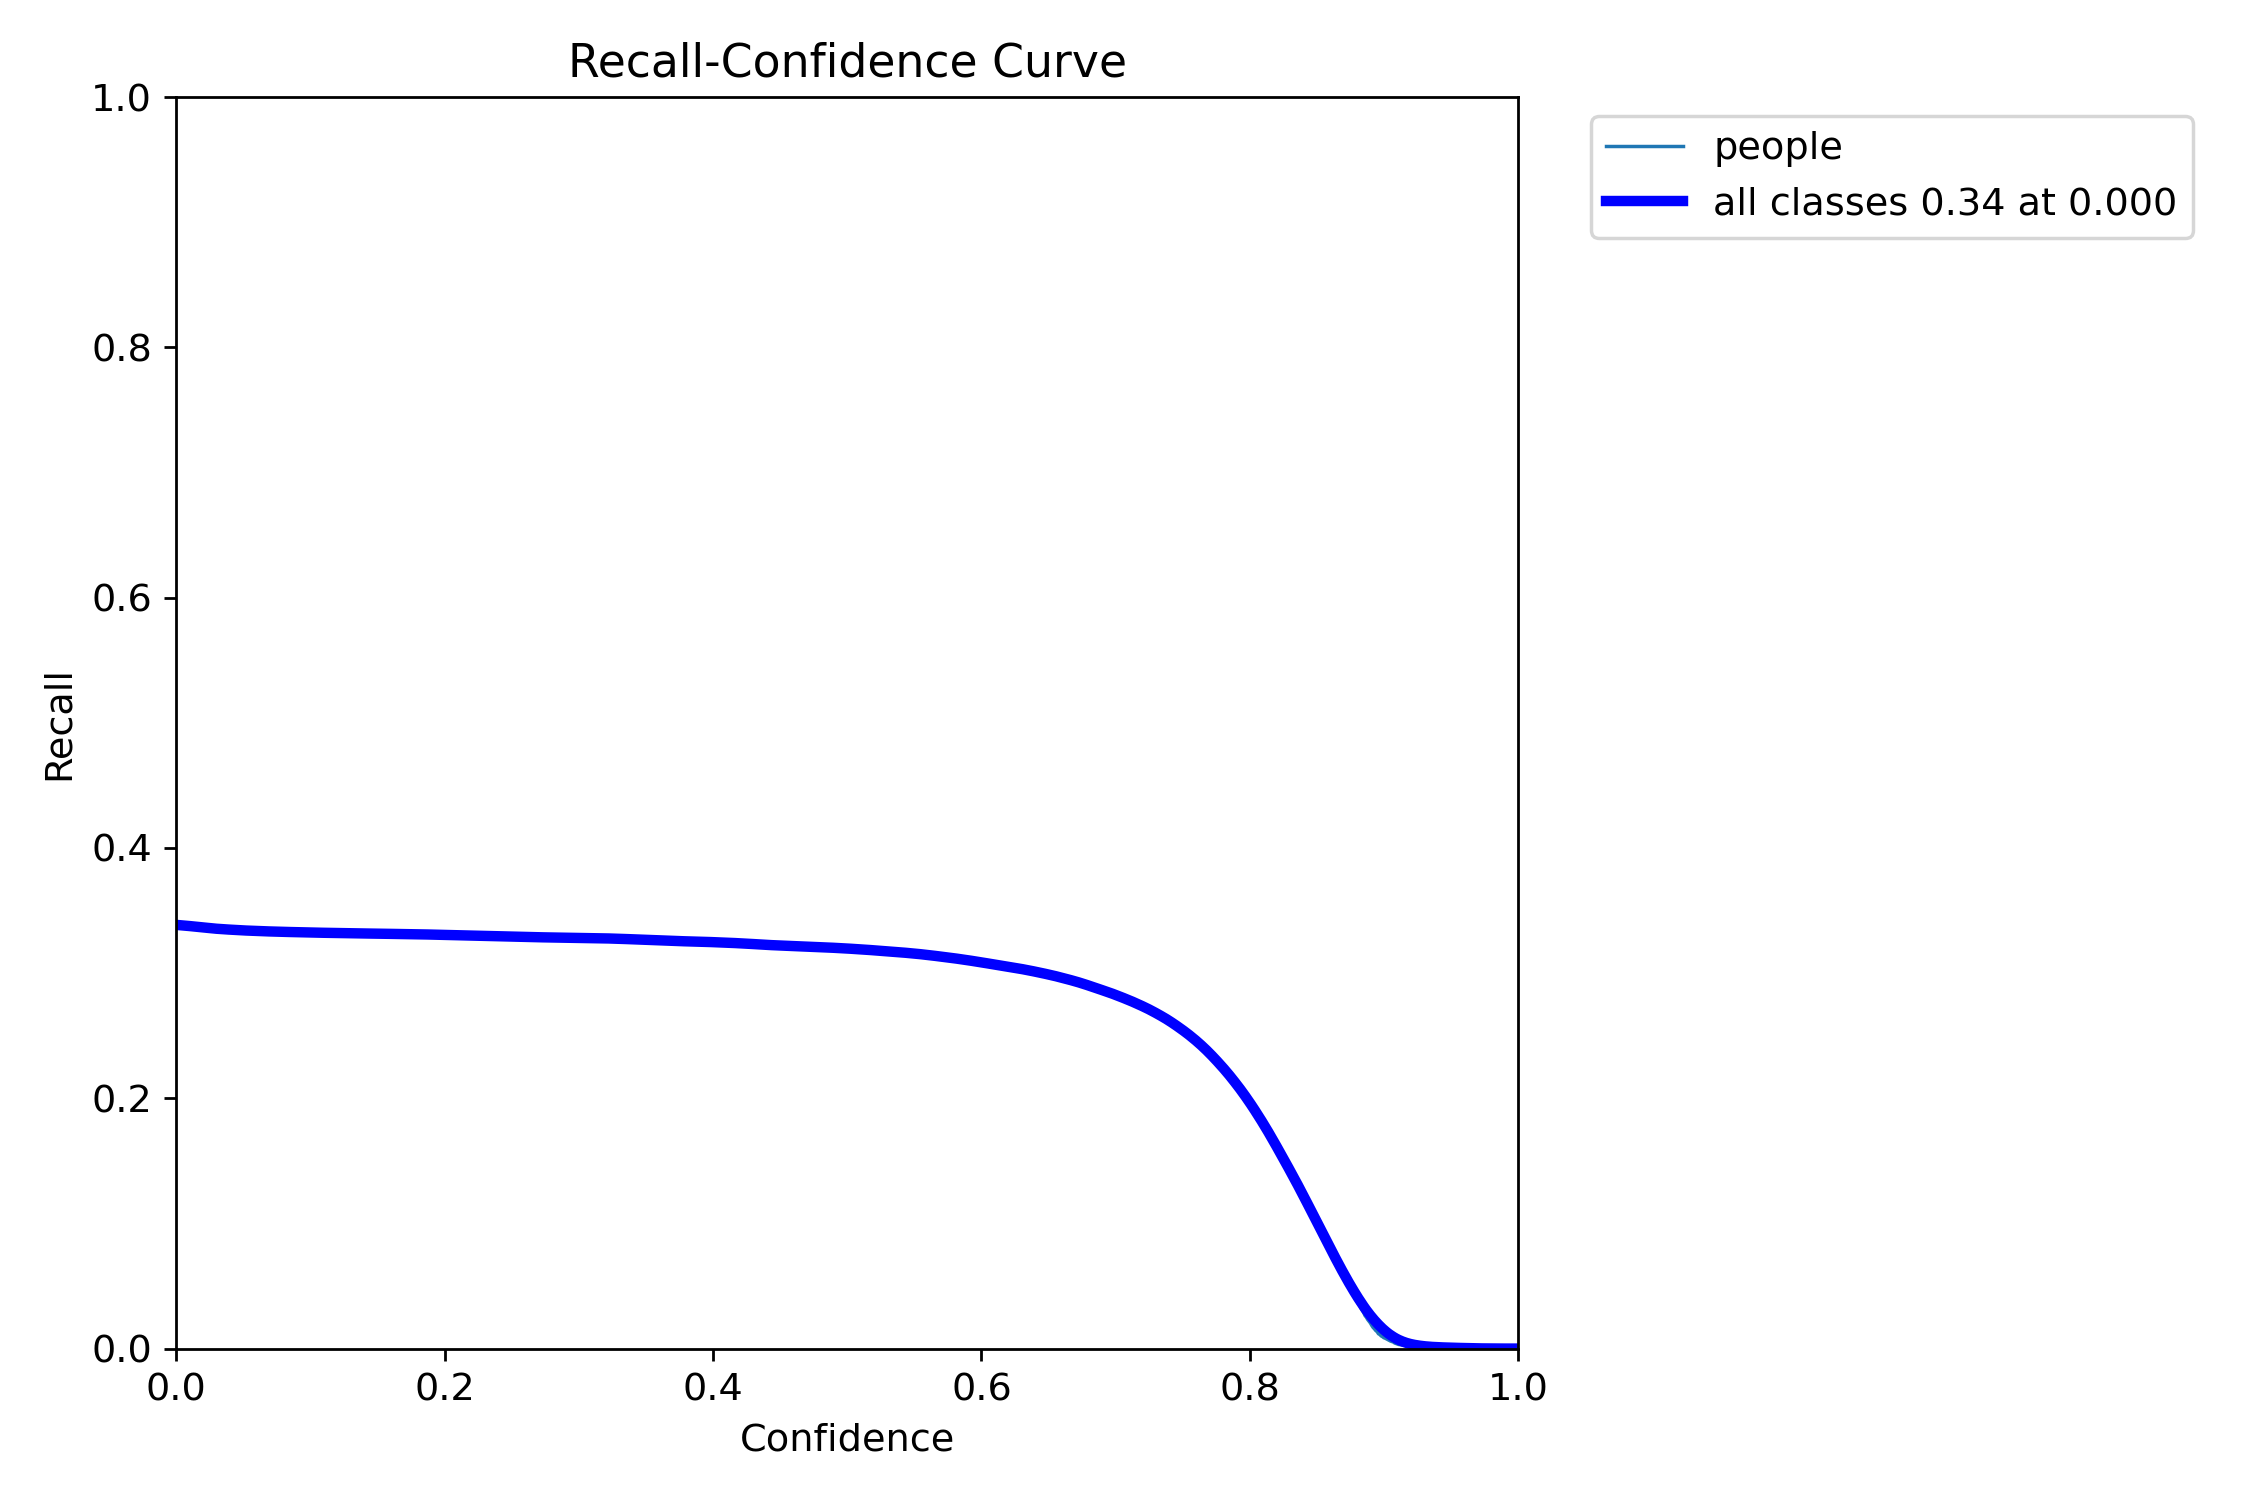 Recall-Confidence Curve
1.0
0.8
0.6
0.4
0.2
0.0
Recall
0.0 0.2 0.4 0.6 0.8 1.0
Confidence
people
all classes 0.34 at 0.000